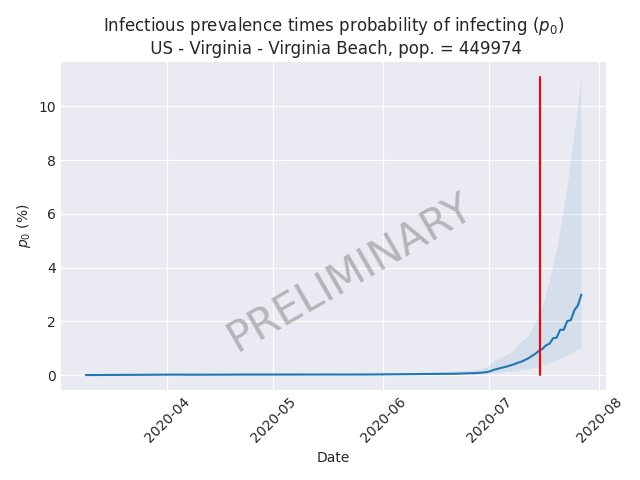 Infectious prevalence times probability of infecting (p₀)
US - Virginia - Virginia Beach, pop. = 449974
10
8
6
4
2
0
p₀ (%)
PRELIMINARY
2020-04
2020-05
2020-06
2020-07
2020-08
Date